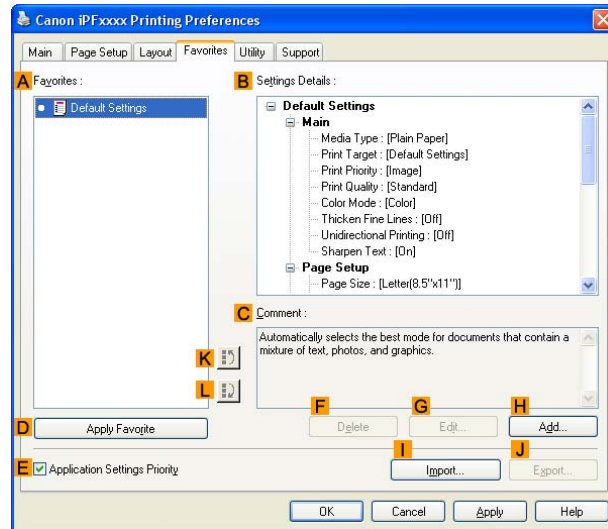 Canon iPFxxxx Printing Preferences
Main Page Setup Layout Favorites Utility Support
A Favorites :
Default Settings
B Settings Details :
Default Settings
Main
Media Type : [Plain Paper]
Print Target : [Default Settings]
Print Priority : [Image]
Print Quality : [Standard]
Color Mode : [Color]
Thicken Fine Lines : [Off]
Unidirectional Printing : [Off]
Sharpen Text : [On]
Page Setup
Page Size : [Letter(8.5"x11")]
C Comment :
Automatically selects the best mode for documents that contain a
mixture of text, photos, and graphics.
K
L
F G H
D Apply Favorite Delete Edit... Add...
I J
E Application Settings Priority Import... Export...
OK Cancel Apply Help